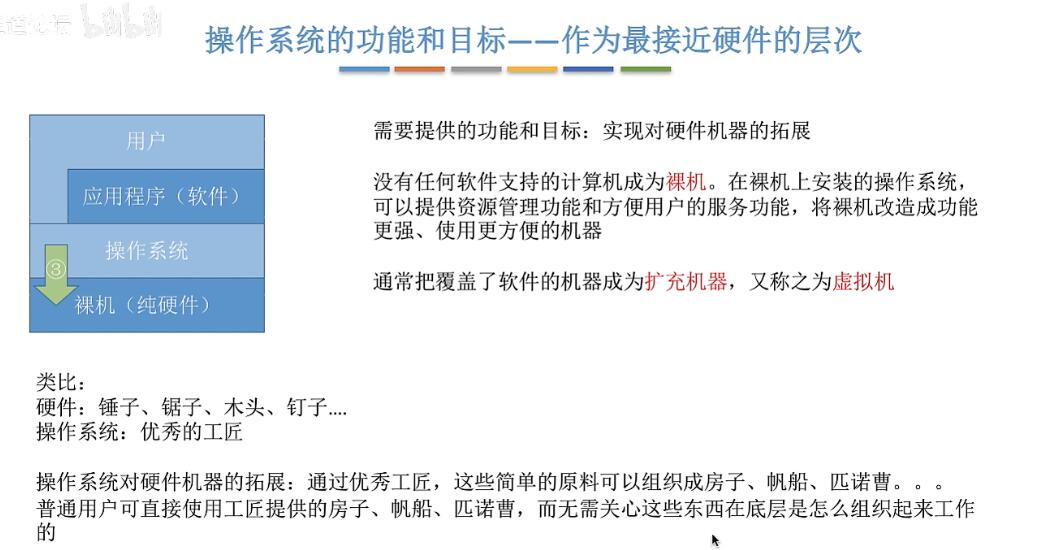 bilibili
操作系统的功能和目标——作为最接近硬件的层次
用户
应用程序（软件）
操作系统
③
裸机（纯硬件）
需要提供的功能和目标：实现对硬件机器的拓展
没有任何软件支持的计算机成为裸机。在裸机上安装的操作系统，
可以提供资源管理功能和方便用户的服务功能，将裸机改造成功能
更强、使用更方便的机器
通常把覆盖了软件的机器成为扩充机器，又称之为虚拟机
类比：
硬件：锤子、锯子、木头、钉子....
操作系统：优秀的工匠
操作系统对硬件机器的拓展：通过优秀工匠，这些简单的原料可以组织成房子、帆船、匹诺曹。。。
普通用户可直接使用工匠提供的房子、帆船、匹诺曹，而无需关心这些东西在底层是怎么组织起来工作
的